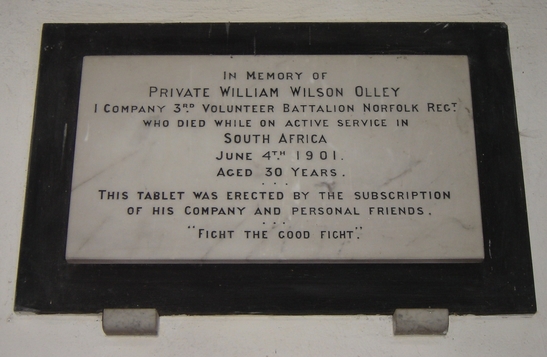 IN MEMORY OF
PRIVATE WILLIAM WILSON OLLEY
I COMPANY 3RD VOLUNTEER BATTALION NORFOLK REGT.
WHO DIED WHILE ON ACTIVE SERVICE IN
SOUTH AFRICA
JUNE 4TH 1901.
AGED 30 YEARS.
THIS TABLET WAS ERECTED BY THE SUBSCRIPTION
OF HIS COMPANY AND PERSONAL FRIENDS.
"FIGHT THE GOOD FIGHT."